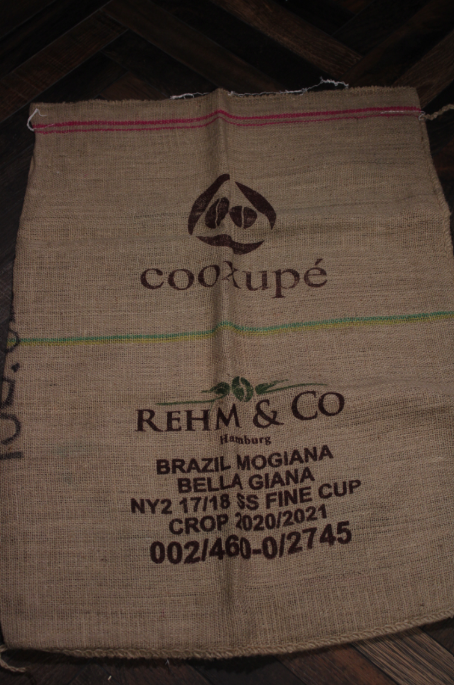 cooxupé
REHM & CO
Hamburg
BRAZIL MOGIANA
BELLA GIANA
NY2 17/18 SS FINE CUP
CROP 2020/2021
002/460-0/2745